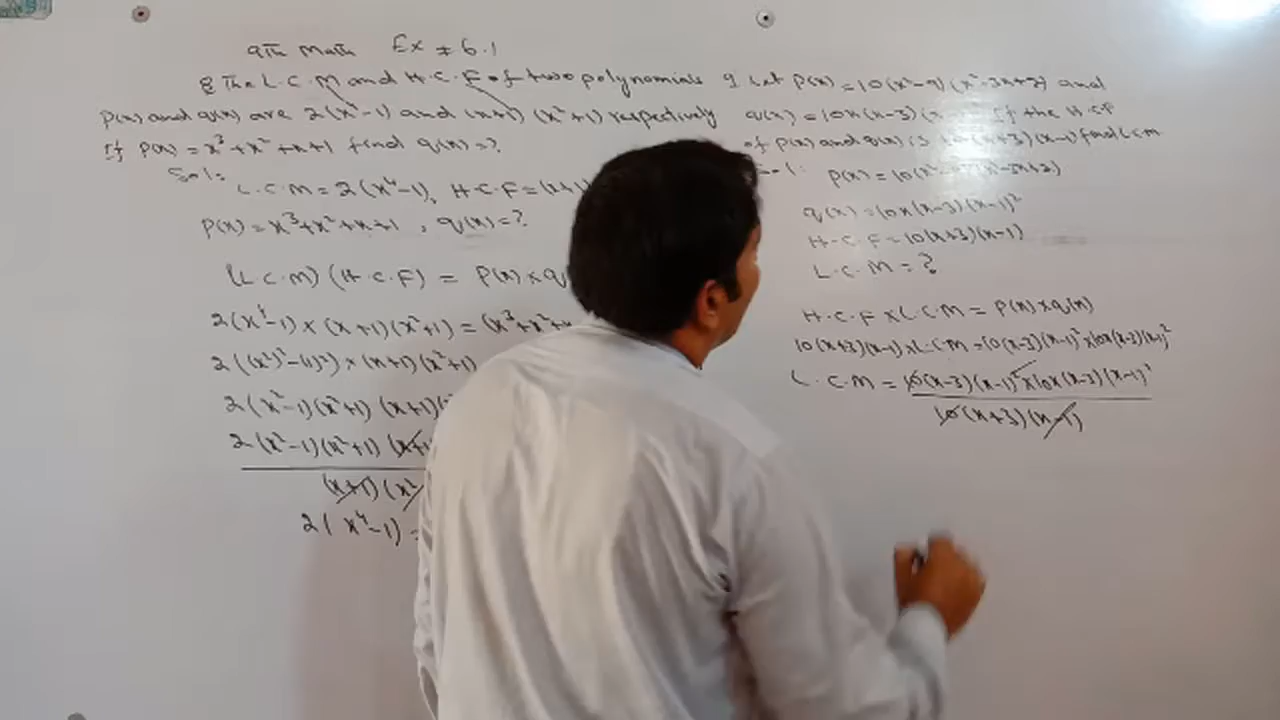 9th Math Ex # 6.1
8 The L.C.M and H.C.F of two polynomials
P(x) and q(x) are 2(x⁴-1) and (x+1)(x²+1) respectively
If P(x) = x³+x²+x+1 find q(x) = ?
Sol:
L.C.M = 2(x⁴-1), H.C.F = (x+1)
P(x) = x³+x²+x+1 , q(x) = ?
(L.C.M) (H.C.F) = P(x) × q
2(x⁴-1) × (x+1)(x²+1) = (x³+x²+x
2((x²)²-(1)²) × (x+1)(x²+1)
2(x²-1)(x²+1) (x+1)
2(x²-1)(x²+1) (x+1
(x+1)(x²
2(x⁴-1) =
9 Let P(x) = 10(x²-9)(x²-3x+2) and
q(x) = 10x(x-3) If the H.C.F
of P(x) and q(x) is 10(x+3)(x-1) find L.C.M
Sol: P(x) = 10(x²-3x+2)
q(x) = 10x(x-3)(x-1)²
H.C.F = 10(x+3)(x-1)
L.C.M = ?
H.C.F × L.C.M = P(x) × q(x)
10(x+3)(x-1) × L.C.M = 10(x-3)(x-1)² × 10x(x-3)(x-1)²
L.C.M = 10(x-3)(x-1)² × 10x(x-3)(x-1)²
10(x+3)(x-1)